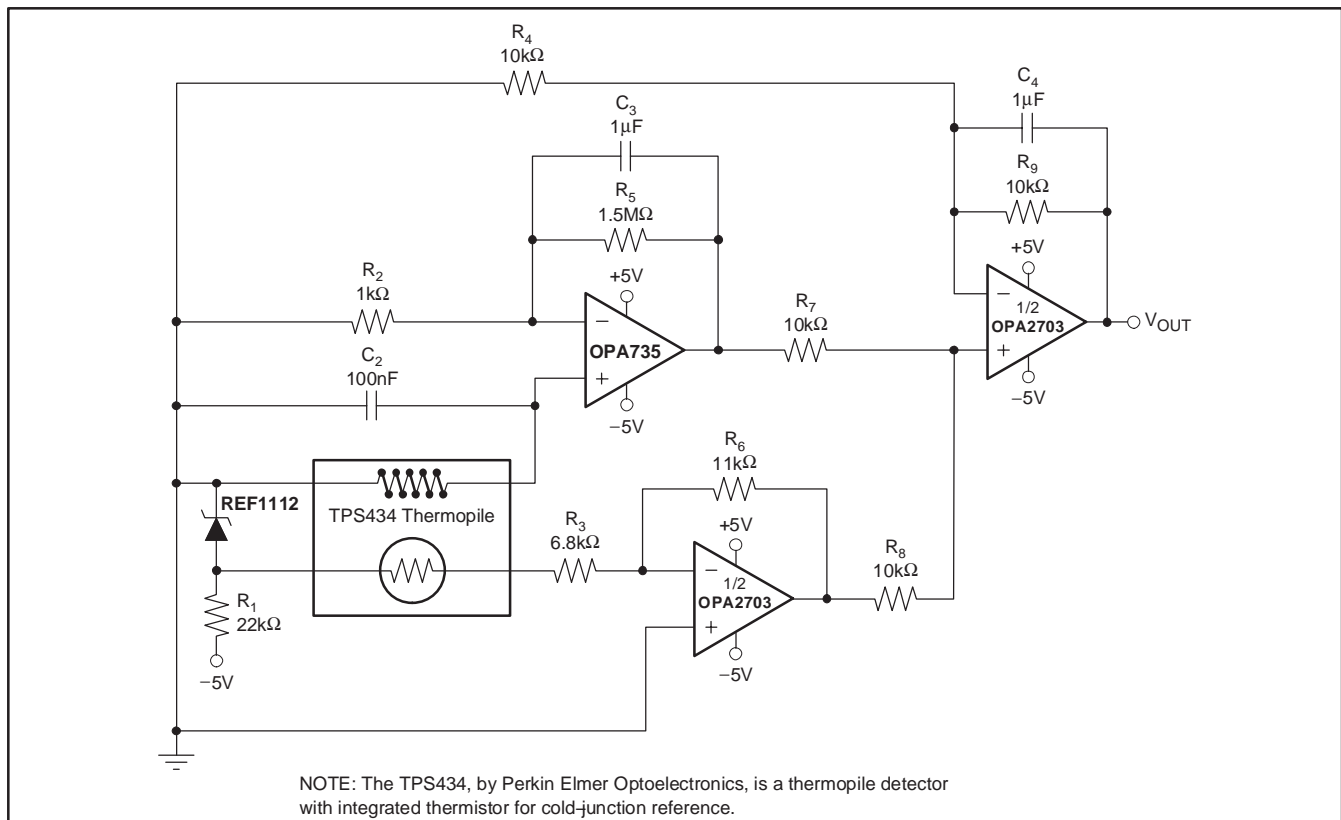 R4
10kΩ
C4
1μF
C3
1μF
R9
10kΩ
R5
1.5MΩ
+5V
+5V
R2
1kΩ
R7
10kΩ
−
1/2
OPA2703
+
VOUT
−
OPA735
+
C2
100nF
−5V
−5V
R6
11kΩ
REF1112
TPS434 Thermopile
R3
6.8kΩ
+5V
R8
10kΩ
−
1/2
OPA2703
+
R1
22kΩ
−5V
−5V
NOTE: The TPS434, by Perkin Elmer Optoelectronics, is a thermopile detector
with integrated thermistor for cold−junction reference.